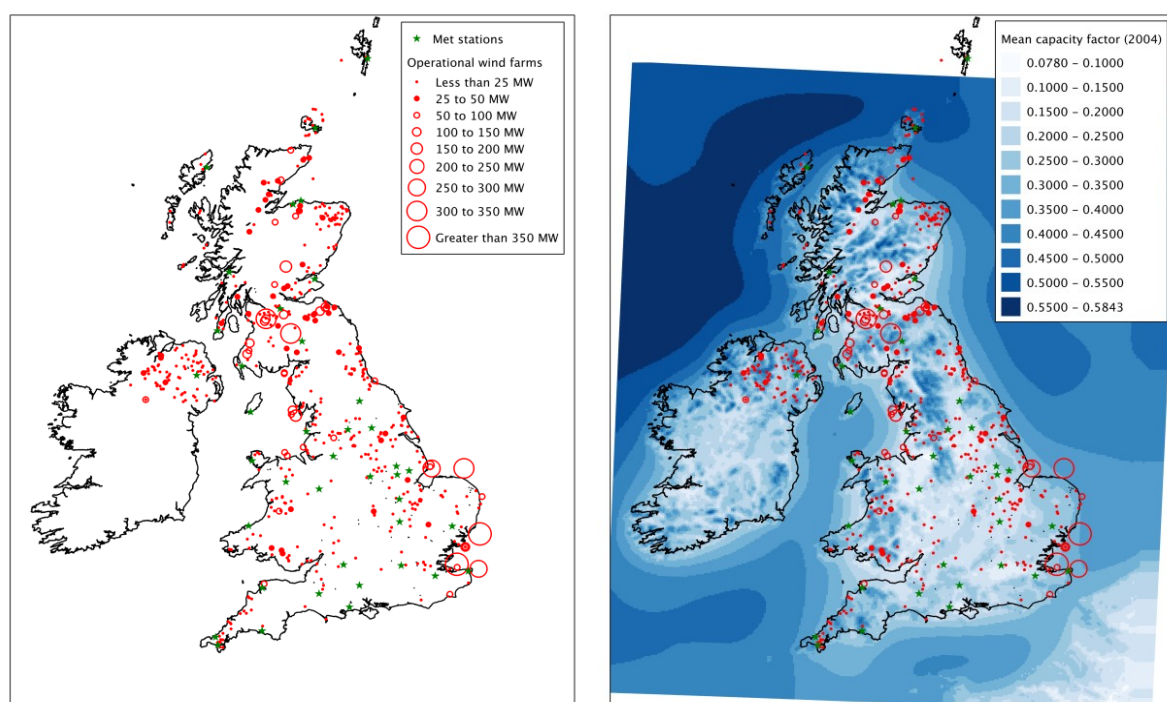 Met stations
Operational wind farms
Less than 25 MW
25 to 50 MW
50 to 100 MW
100 to 150 MW
150 to 200 MW
200 to 250 MW
250 to 300 MW
300 to 350 MW
Greater than 350 MW
Mean capacity factor (2004)
0.0780 – 0.1000
0.1000 – 0.1500
0.1500 – 0.2000
0.2000 – 0.2500
0.2500 – 0.3000
0.3000 – 0.3500
0.3500 – 0.4000
0.4000 – 0.4500
0.4500 – 0.5000
0.5000 – 0.5500
0.5500 – 0.5843